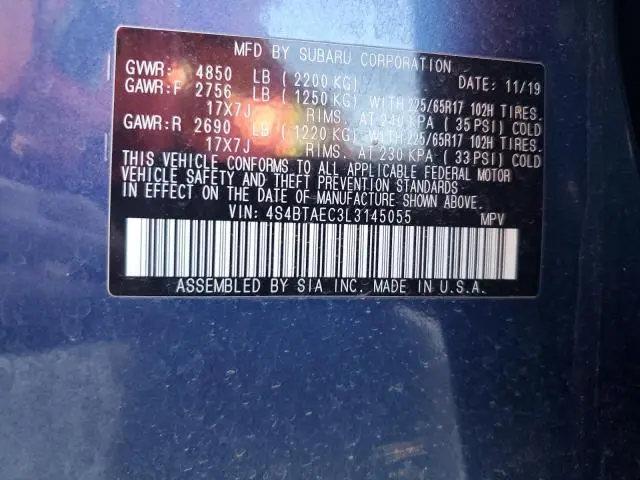 MFD BY SUBARU CORPORATION
GVWR: 4850 LB (2200 KG) DATE: 11/19
GAWR:F 2756 LB (1250 KG) WITH 225/65R17 102H TIRES.
17X7J RIMS. AT 240 KPA (35 PSI) COLD
GAWR:R 2690 LB (1220 KG) WITH 225/65R17 102H TIRES.
17X7J RIMS. AT 230 KPA (33 PSI) COLD
THIS VEHICLE CONFORMS TO ALL APPLICABLE FEDERAL MOTOR
VEHICLE SAFETY AND THEFT PREVENTION STANDARDS
IN EFFECT ON THE DATE OF MANUFACTURE SHOWN ABOVE.
VIN: 4S4BTAEC3L3145055 MPV
ASSEMBLED BY SIA INC. MADE IN U.S.A.